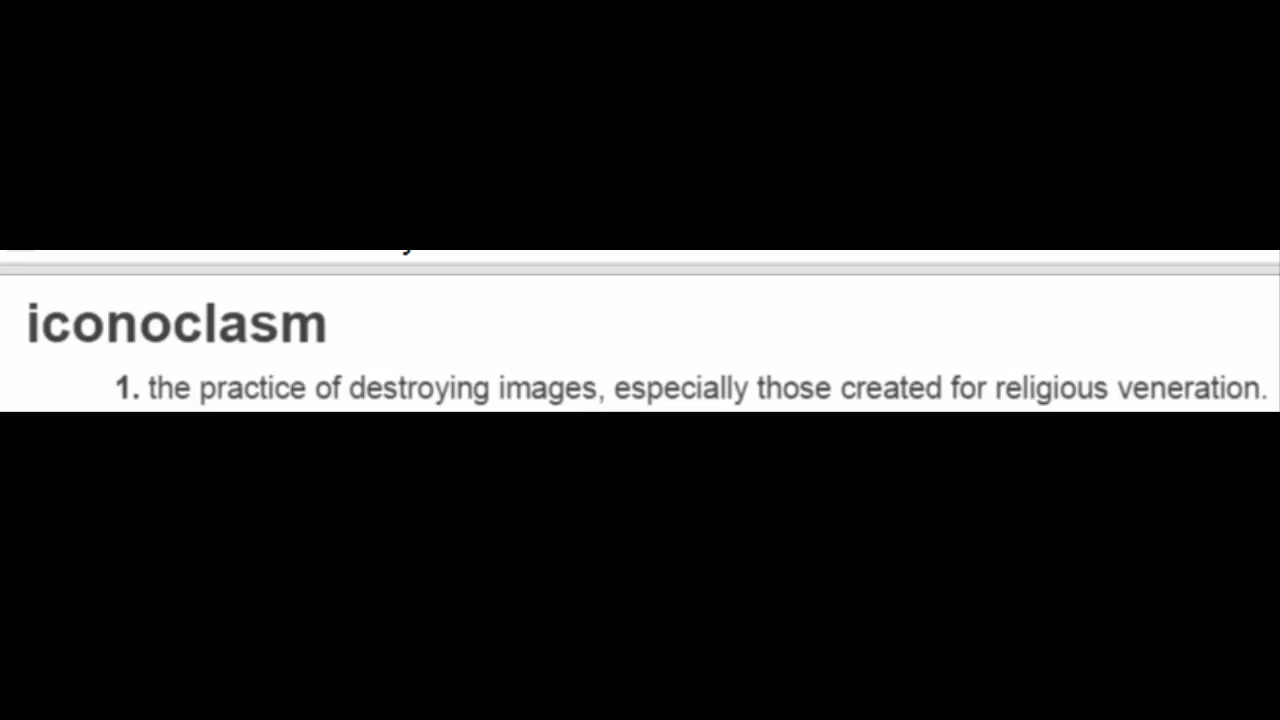 iconoclasm
1. the practice of destroying images, especially those created for religious veneration.